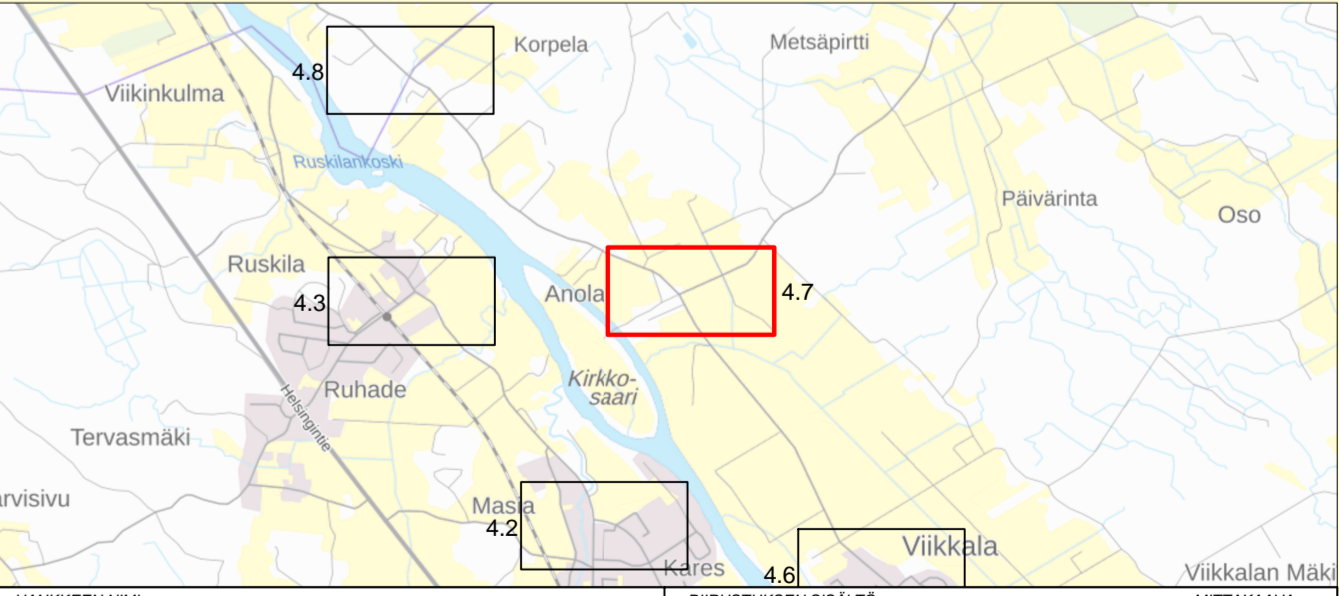 Korpela
Metsäpirtti
4.8
Viikinkulma
Ruskilankoski
Päivärinta
Oso
Ruskila
Anola
4.7
4.3
Kirkko-
saari
Ruhade
Helsingintie
Tervasmäki
arvisivu
Masia
4.2
Viikkala
Kares
4.6
Viikkalan Mäki